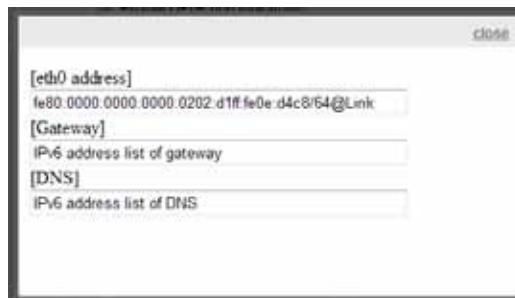 close
[eth0 address]
fe80:0000:0000:0000:0202:d1ff:fe0e:d4c8/64@Link
[Gateway]
IPv6 address list of gateway
[DNS]
IPv6 address list of DNS